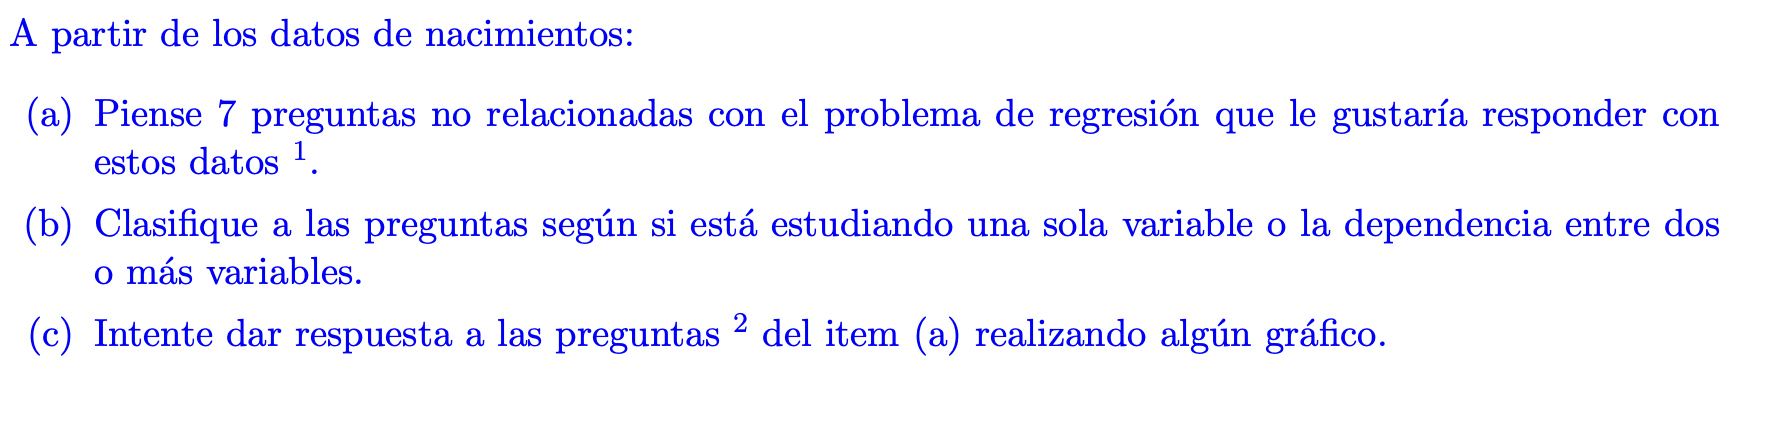 A partir de los datos de nacimientos:
(a) Piense 7 preguntas no relacionadas con el problema de regresión que le gustaría responder con
estos datos ¹.
(b) Clasifique a las preguntas según si está estudiando una sola variable o la dependencia entre dos
o más variables.
(c) Intente dar respuesta a las preguntas ² del item (a) realizando algún gráfico.